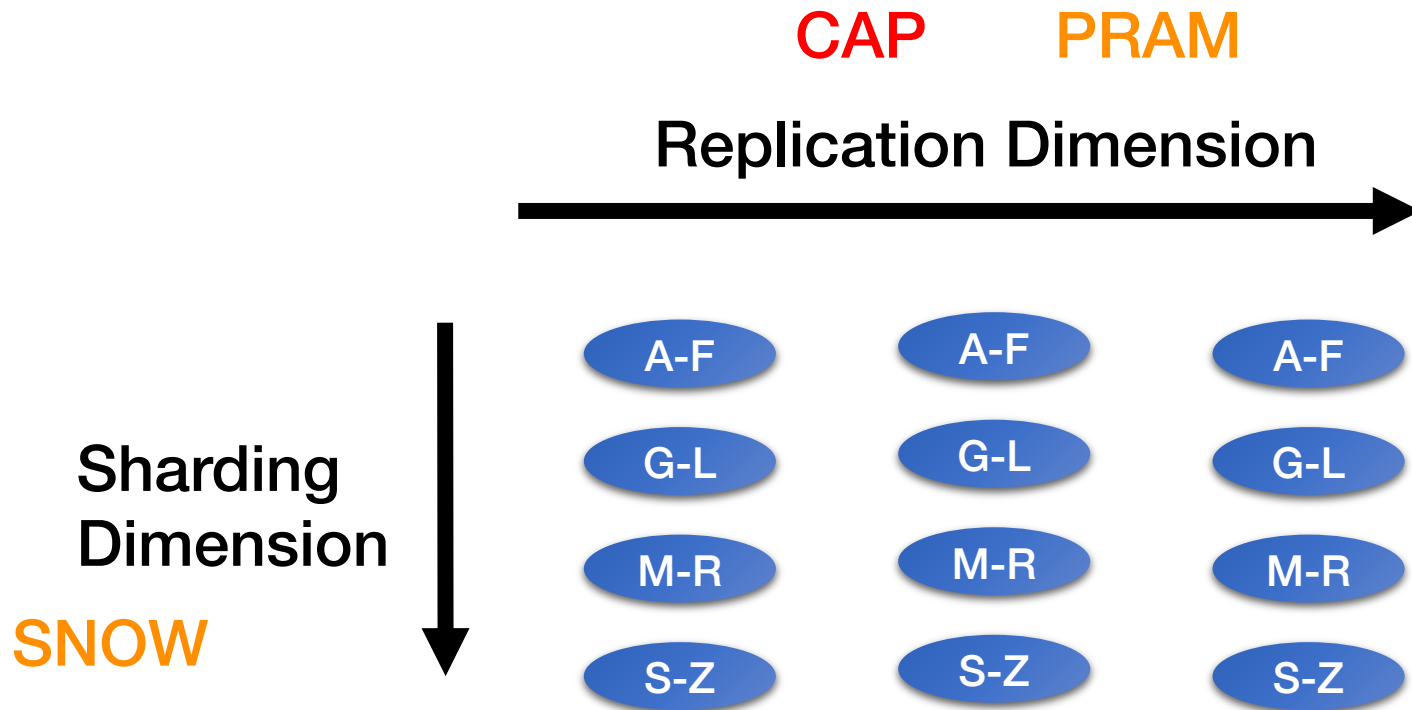 CAP PRAM
Replication Dimension
A-F A-F A-F
G-L G-L G-L
Sharding
Dimension
M-R M-R M-R
SNOW
S-Z S-Z S-Z